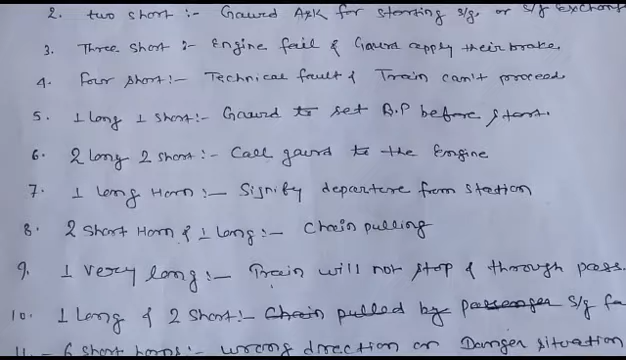 2. two short :- Gaurd Ask for starting s/g, or s/g Exchang
3. Three short :- Engine fail & Gaurd apply their brake.
4. Four short :- Technical fault & Train can't proceed
5. 1 long 1 short :- Gaurd to set B.P before start.
6. 2 long 2 short :- Call gaurd to the Engine
7. 1 long Horn :- Signify departure from station
8. 2 short Horn & 1 long :- Chain pulling
9. 1 very long :- Train will not stop & through pass.
10. 1 long & 2 short :- Chain pulled by passenger s/g fa
11. - 6 short horns :- wrong direction or Danger situation